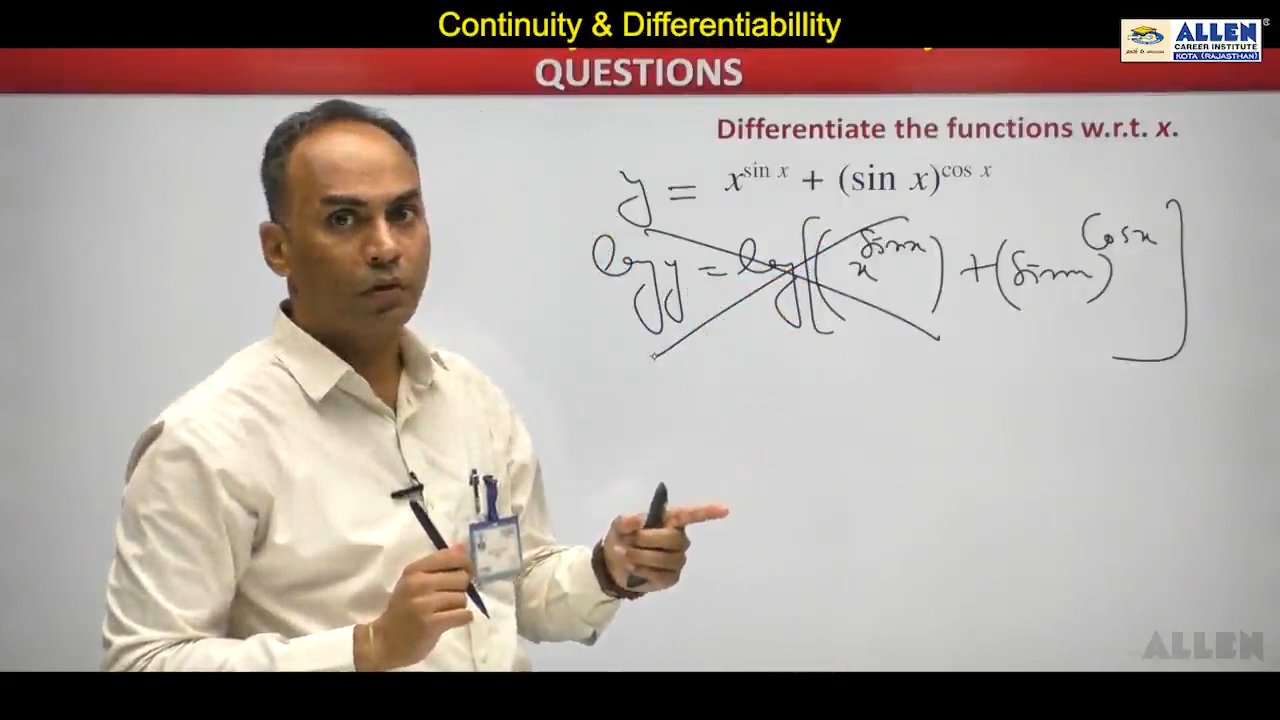 Continuity & Differentiabillity
ALLEN
CAREER INSTITUTE
KOTA (RAJASTHAN)
QUESTIONS
Differentiate the functions w.r.t. x.
y = x^{sin x} + (sin x)^{cos x}
log y = log [(x^{sin x}) + (sin x)^{Cos x}]
ALLEN